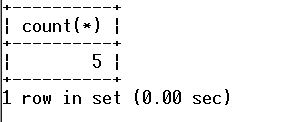 +----------+
| count(*) |
+----------+
|        5 |
+----------+
1 row in set (0.00 sec)